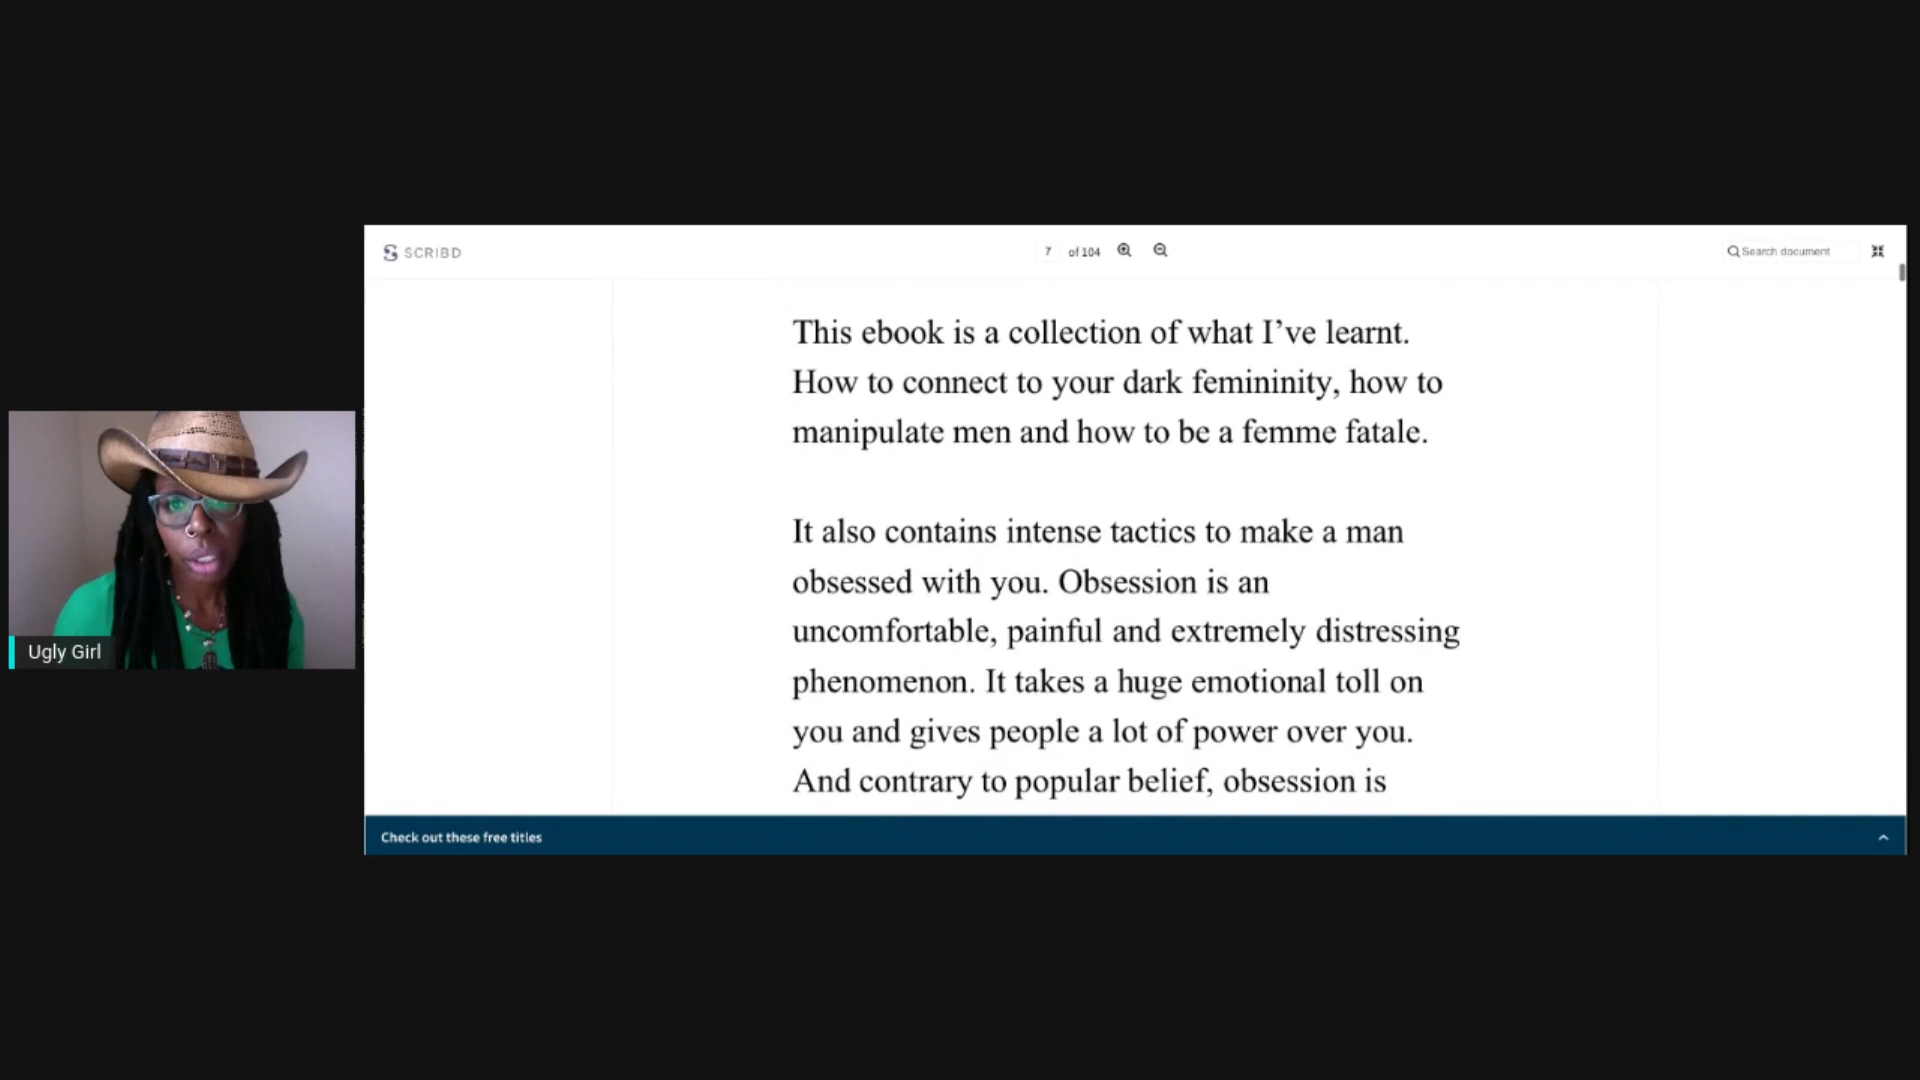 SCRIBD
7 of 104
Search document
This ebook is a collection of what I’ve learnt.
How to connect to your dark femininity, how to
manipulate men and how to be a femme fatale.
It also contains intense tactics to make a man
obsessed with you. Obsession is an
uncomfortable, painful and extremely distressing
phenomenon. It takes a huge emotional toll on
you and gives people a lot of power over you.
And contrary to popular belief, obsession is
Ugly Girl
Check out these free titles